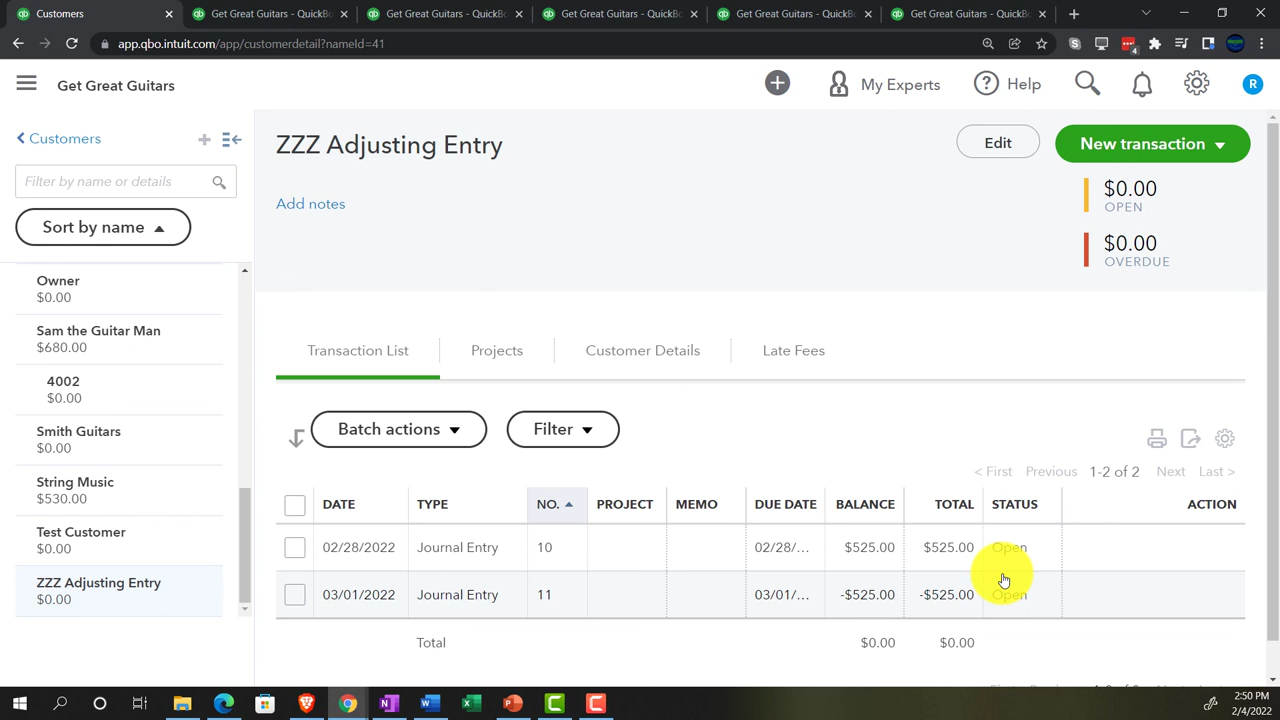 Customers
Get Great Guitars - QuickBo
Get Great Guitars - QuickBo
Get Great Guitars - QuickBo
Get Great Guitars - QuickBo
Get Great Guitars - QuickBo
app.qbo.intuit.com/app/customerdetail?nameId=41
4
Get Great Guitars
My Experts
Help
R
Customers
Filter by name or details
Sort by name
Owner
$0.00
Sam the Guitar Man
$680.00
4002
$0.00
Smith Guitars
$0.00
String Music
$530.00
Test Customer
$0.00
ZZZ Adjusting Entry
$0.00
ZZZ Adjusting Entry
Edit
New transaction
Add notes
$0.00
OPEN
$0.00
OVERDUE
Transaction List
Projects
Customer Details
Late Fees
Batch actions
Filter
< First Previous 1-2 of 2 Next Last >
DATE TYPE NO. PROJECT MEMO DUE DATE BALANCE TOTAL STATUS ACTION
02/28/2022 Journal Entry 10 02/28/... $525.00 $525.00 Open
03/01/2022 Journal Entry 11 03/01/... -$525.00 -$525.00 Open
Total $0.00 $0.00
2:50 PM
2/4/2022